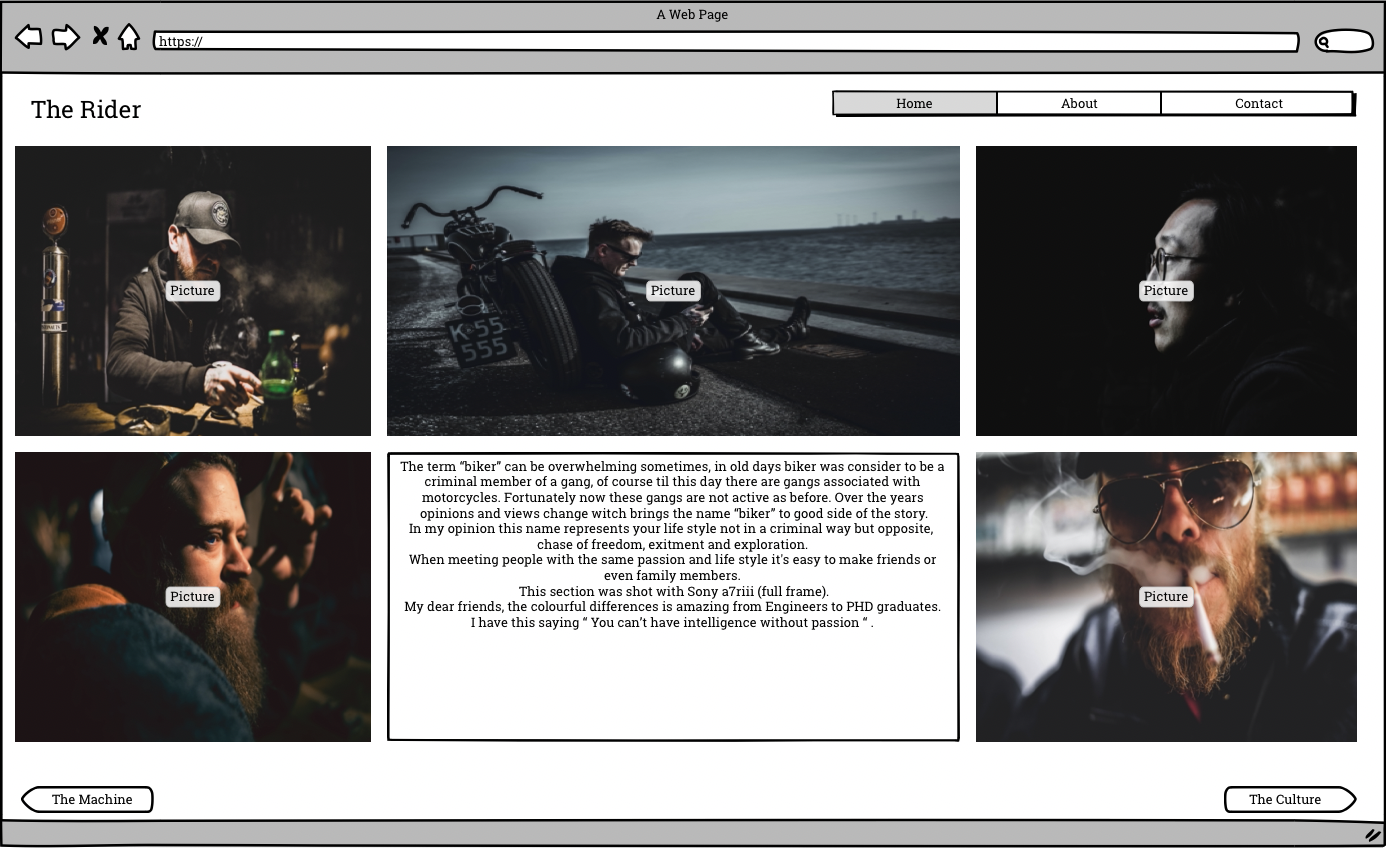 A Web Page
https://
The Rider
Home
About
Contact
Picture
Picture
K 55
555
Picture
Picture
The term “biker” can be overwhelming sometimes, in old days biker was consider to be a
criminal member of a gang, of course til this day there are gangs associated with
motorcycles. Fortunately now these gangs are not active as before. Over the years
opinions and views change witch brings the name “biker” to good side of the story.
In my opinion this name represents your life style not in a criminal way but opposite,
chase of freedom, exitment and exploration.
When meeting people with the same passion and life style it's easy to make friends or
even family members.
This section was shot with Sony a7riii (full frame).
My dear friends, the colourful differences is amazing from Engineers to PHD graduates.
I have this saying “ You can’t have intelligence without passion “ .
Picture
The Machine
The Culture